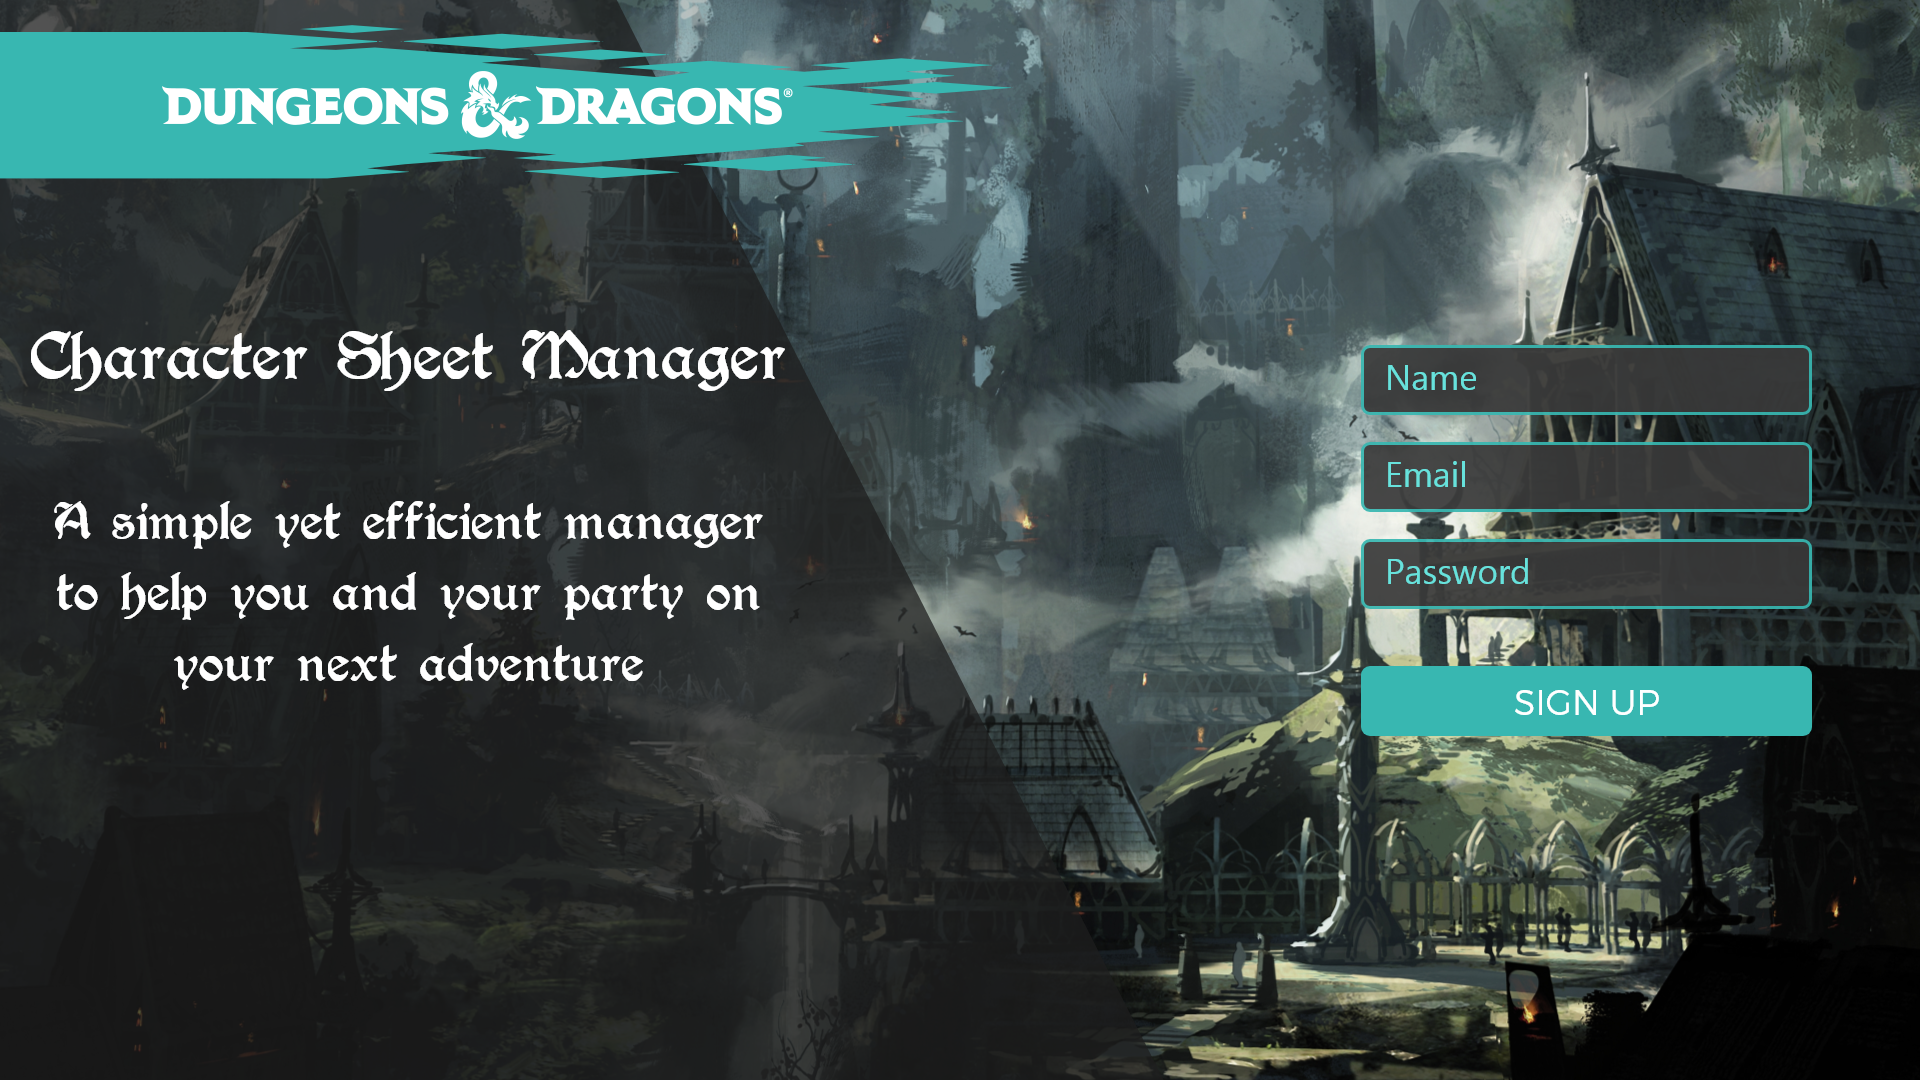 DUNGEONS & DRAGONS®
Character Sheet Manager
A simple yet efficient manager
to help you and your party on
your next adventure
Name
Email
Password
SIGN UP